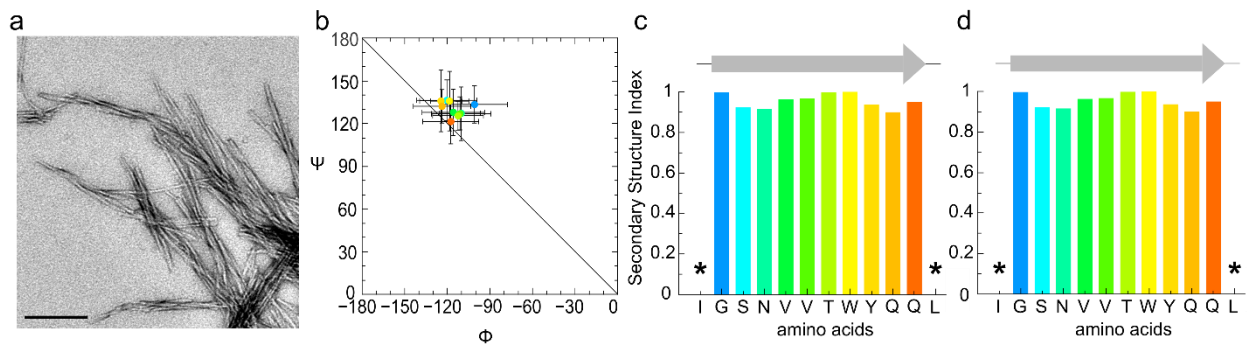 a
b
c
d
180
150
120
90
60
30
0
Ψ
−180 −150 −120 −90 −60 −30 0
Φ
Secondary Structure Index
1
0.8
0.6
0.4
0.2
0
* *
I G S N V V T W Y Q Q L
amino acids
1
0.8
0.6
0.4
0.2
0
* *
I G S N V V T W Y Q Q L
amino acids